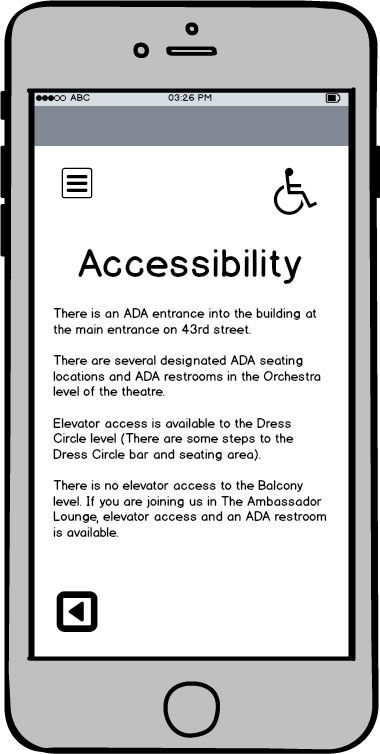 ABC 03:26 PM
Accessibility
There is an ADA entrance into the building at
the main entrance on 43rd street.
There are several designated ADA seating
locations and ADA restrooms in the Orchestra
level of the theatre.
Elevator access is available to the Dress
Circle level (There are some steps to the
Dress Circle bar and seating area).
There is no elevator access to the Balcony
level. If you are joining us in The Ambassador
Lounge, elevator access and an ADA restroom
is available.